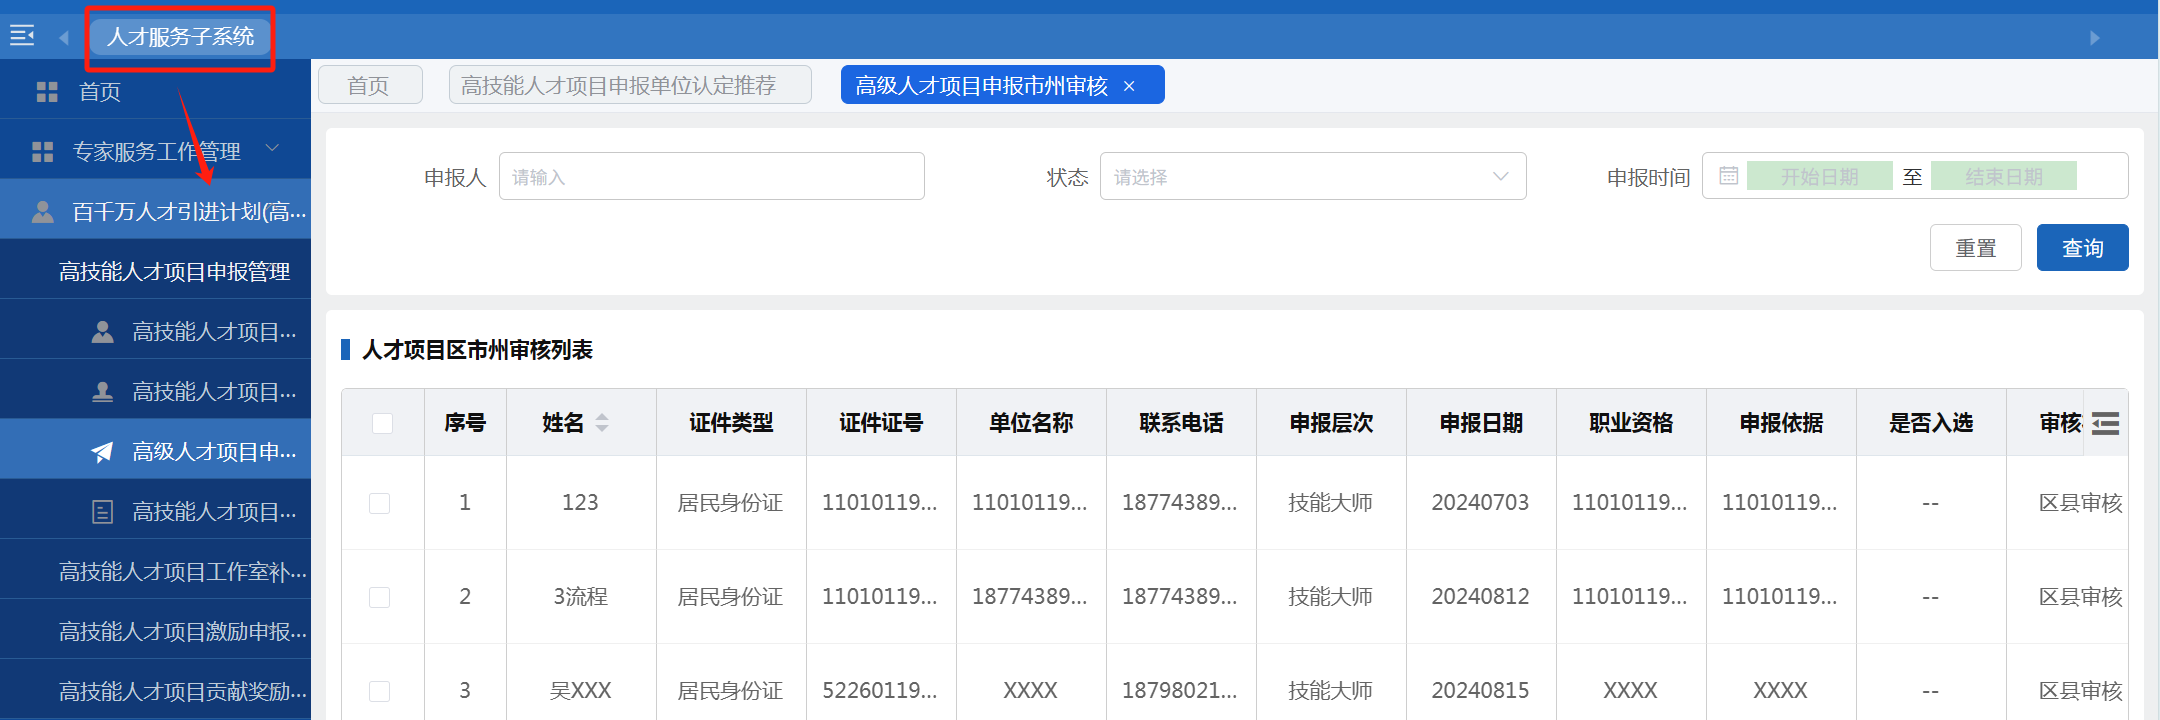 人才服务子系统
首页
专家服务工作管理
百千万人才引进计划(高...
高技能人才项目申报管理
高技能人才项目...
高技能人才项目...
高级人才项目申...
高技能人才项目...
高技能人才项目工作室补...
高技能人才项目激励申报...
高技能人才项目贡献奖励...
首页 高技能人才项目申报单位认定推荐 高级人才项目申报市州审核 ×
申报人 请输入 状态 请选择 申报时间 开始日期 至 结束日期
重置 查询
人才项目区市州审核列表
序号 姓名 证件类型 证件证号 单位名称 联系电话 申报层次 申报日期 职业资格 申报依据 是否入选 审核
1 123 居民身份证 11010119... 11010119... 18774389... 技能大师 20240703 11010119... 11010119... -- 区县审核
2 3流程 居民身份证 11010119... 18774389... 18774389... 技能大师 20240812 11010119... 11010119... -- 区县审核
3 吴XXX 居民身份证 52260119... XXXX 18798021... 技能大师 20240815 XXXX XXXX -- 区县审核